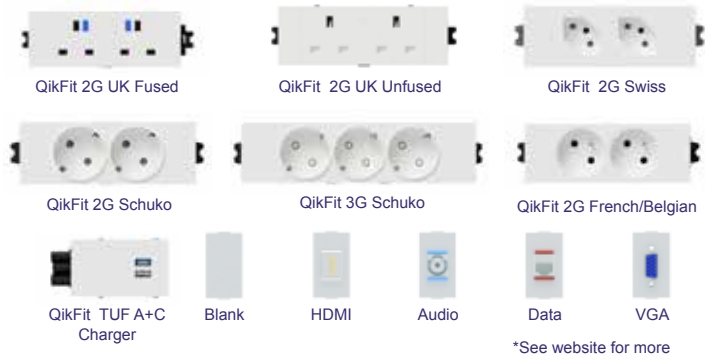 QikFit 2G UK Fused
QikFit 2G UK Unfused
QikFit 2G Swiss
QikFit 2G Schuko
QikFit 3G Schuko
QikFit 2G French/Belgian
QikFit TUF A+C
Charger
Blank
HDMI
Audio
Data
VGA
*See website for more